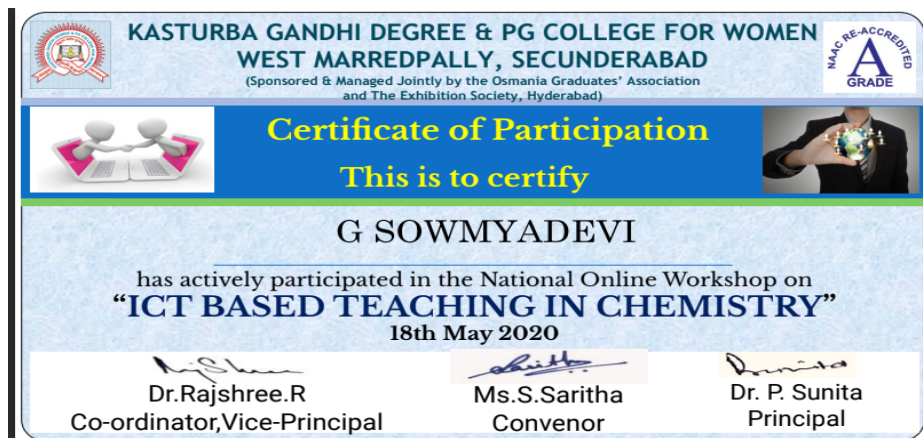 KASTURBA GANDHI DEGREE & PG COLLEGE FOR WOMEN
WEST MARREDPALLY, SECUNDERABAD
(Sponsored & Managed Jointly by the Osmania Graduates' Association
and The Exhibition Society, Hyderabad)
NAAC RE-ACCREDITED
A
GRADE
Certificate of Participation
This is to certify
G SOWMYADEVI
has actively participated in the National Online Workshop on
“ICT BASED TEACHING IN CHEMISTRY”
18th May 2020
Dr.Rajshree.R
Co-ordinator,Vice-Principal
Ms.S.Saritha
Convenor
Dr. P. Sunita
Principal